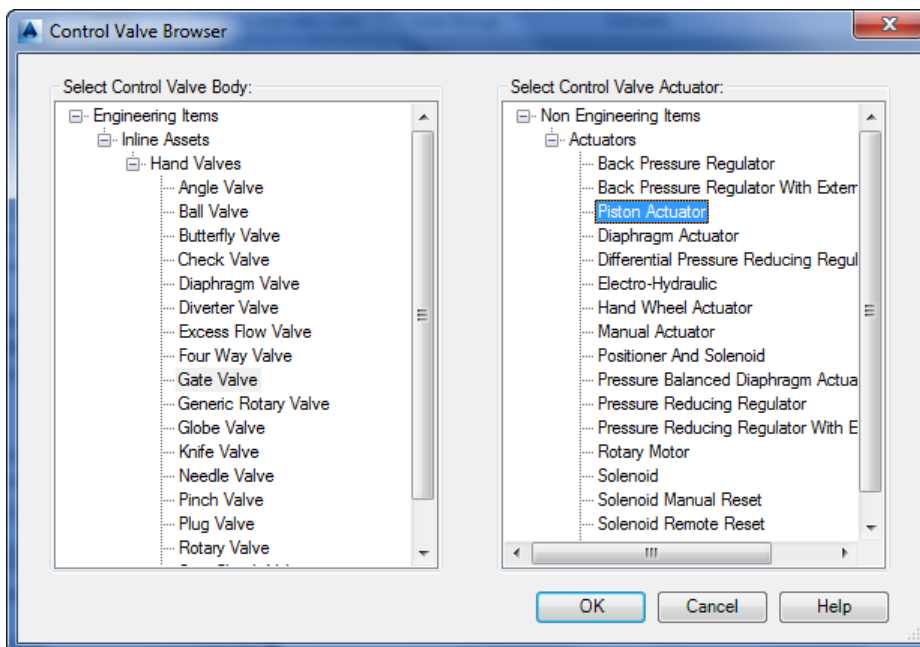 Control Valve Browser
Select Control Valve Body:
Engineering Items
Inline Assets
Hand Valves
Angle Valve
Ball Valve
Butterfly Valve
Check Valve
Diaphragm Valve
Diverter Valve
Excess Flow Valve
Four Way Valve
Gate Valve
Generic Rotary Valve
Globe Valve
Knife Valve
Needle Valve
Pinch Valve
Plug Valve
Rotary Valve
Select Control Valve Actuator:
Non Engineering Items
Actuators
Back Pressure Regulator
Back Pressure Regulator With Extern
Piston Actuator
Diaphragm Actuator
Differential Pressure Reducing Regul
Electro-Hydraulic
Hand Wheel Actuator
Manual Actuator
Positioner And Solenoid
Pressure Balanced Diaphragm Actua
Pressure Reducing Regulator
Pressure Reducing Regulator With E
Rotary Motor
Solenoid
Solenoid Manual Reset
Solenoid Remote Reset
OK
Cancel
Help